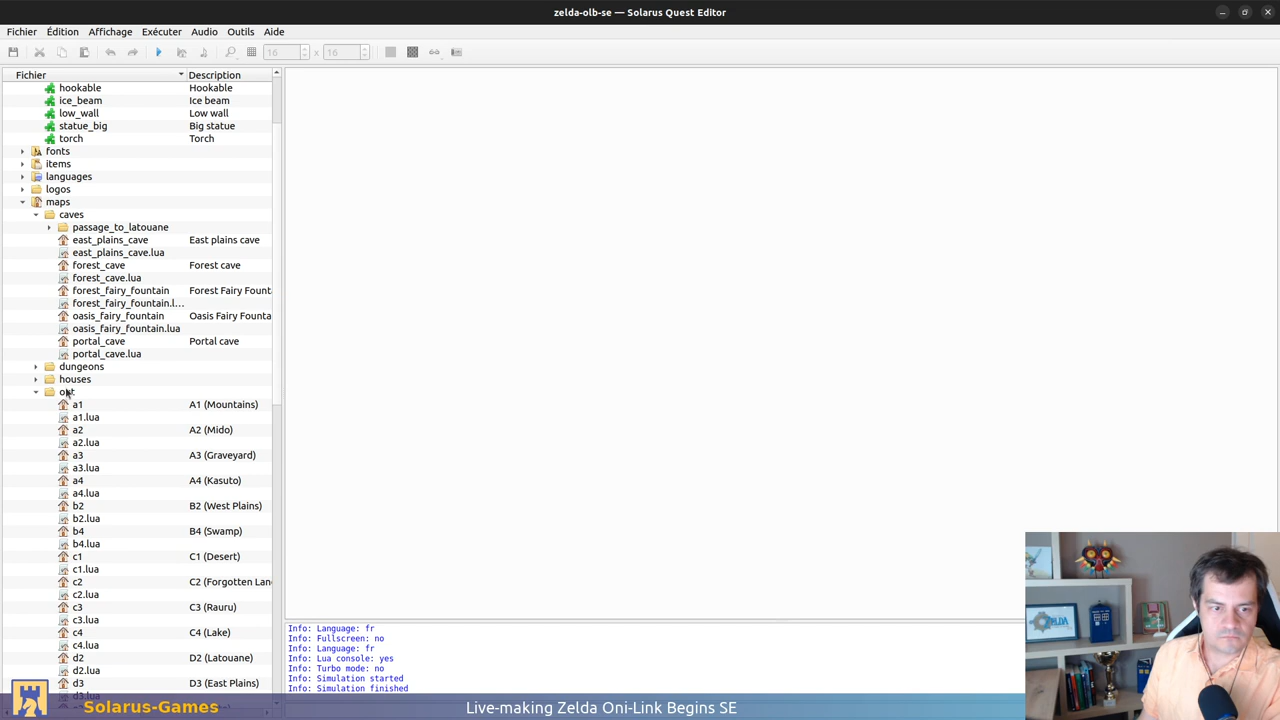 zelda-olb-se — Solarus Quest Editor
Fichier Édition Affichage Exécuter Audio Outils Aide
16 x 16
Fichier Description
hookable Hookable
ice_beam Ice beam
low_wall Low wall
statue_big Big statue
torch Torch
fonts
items
languages
logos
maps
caves
passage_to_latouane
east_plains_cave East plains cave
east_plains_cave.lua
forest_cave Forest cave
forest_cave.lua
forest_fairy_fountain Forest Fairy Fount
forest_fairy_fountain.l...
oasis_fairy_fountain Oasis Fairy Founta
oasis_fairy_fountain.lua
portal_cave Portal cave
portal_cave.lua
dungeons
houses
out
a1 A1 (Mountains)
a1.lua
a2 A2 (Mido)
a2.lua
a3 A3 (Graveyard)
a3.lua
a4 A4 (Kasuto)
a4.lua
b2 B2 (West Plains)
b2.lua
b4 B4 (Swamp)
b4.lua
c1 C1 (Desert)
c1.lua
c2 C2 (Forgotten Lan
c2.lua
c3 C3 (Rauru)
c3.lua
c4 C4 (Lake)
c4.lua
d2 D2 (Latouane)
d2.lua
d3 D3 (East Plains)
d3.lua
Info: Language: fr
Info: Fullscreen: no
Info: Language: fr
Info: Lua console: yes
Info: Turbo mode: no
Info: Simulation started
Info: Simulation finished
Solarus-Games Live-making Zelda Oni-Link Begins SE